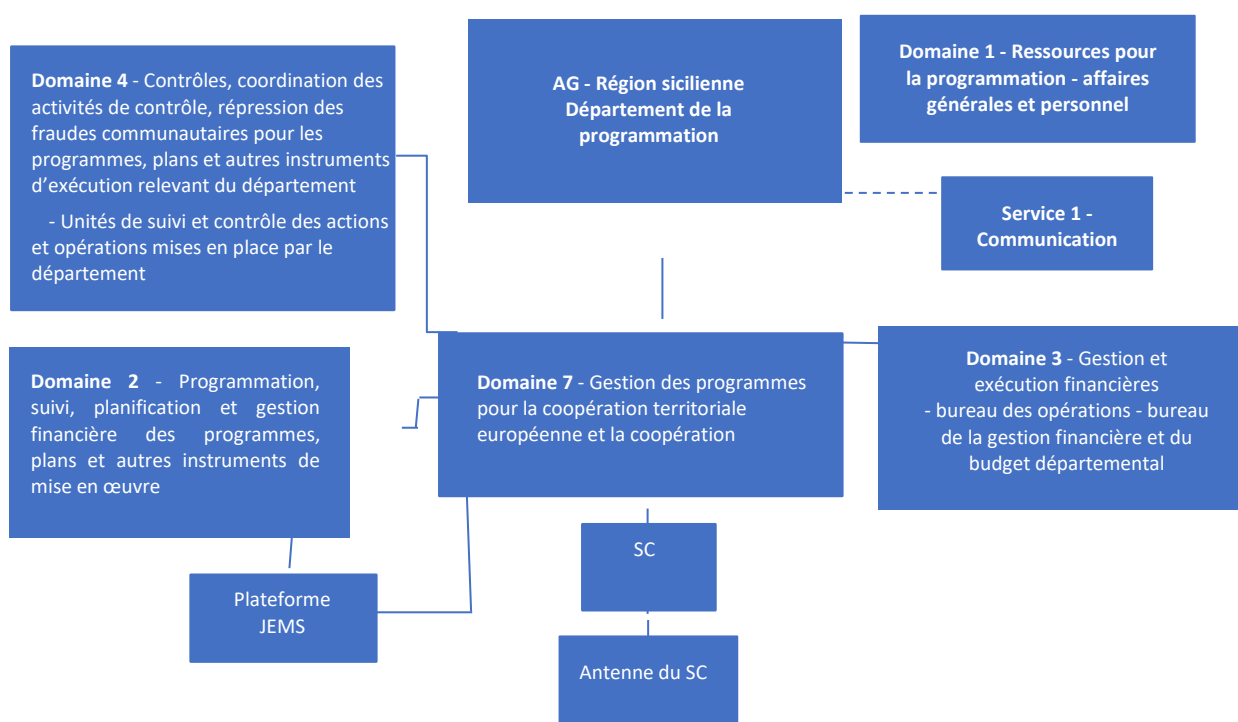 AG - Région sicilienne
Département de la
programmation
Domaine 1 - Ressources pour
la programmation - affaires
générales et personnel
Domaine 4 - Contrôles, coordination des
activités de contrôle, répression des
fraudes communautaires pour les
programmes, plans et autres instruments
d’exécution relevant du département
- Unités de suivi et contrôle des actions
et opérations mises en place par le
département
Service 1 -
Communication
Domaine 2 - Programmation,
suivi, planification et gestion
financière des programmes,
plans et autres instruments de
mise en œuvre
Domaine 7 - Gestion des programmes
pour la coopération territoriale
européenne et la coopération
Domaine 3 - Gestion et
exécution financières
- bureau des opérations - bureau
de la gestion financière et du
budget départemental
SC
Plateforme
JEMS
Antenne du SC